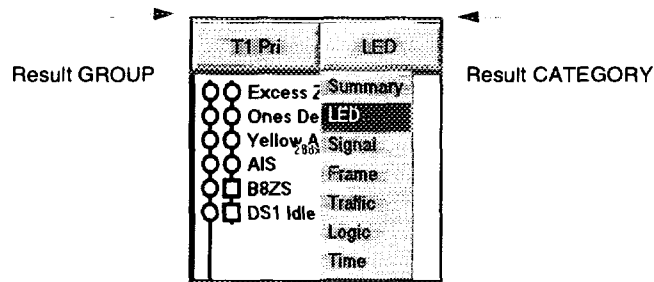 T1 Pri LED
Result GROUP
Result CATEGORY
Excess Z
Ones De
Yellow A
AIS
B8ZS
DS1 Idle
Summary
LED
Signal
Frame
Traffic
Logic
Time